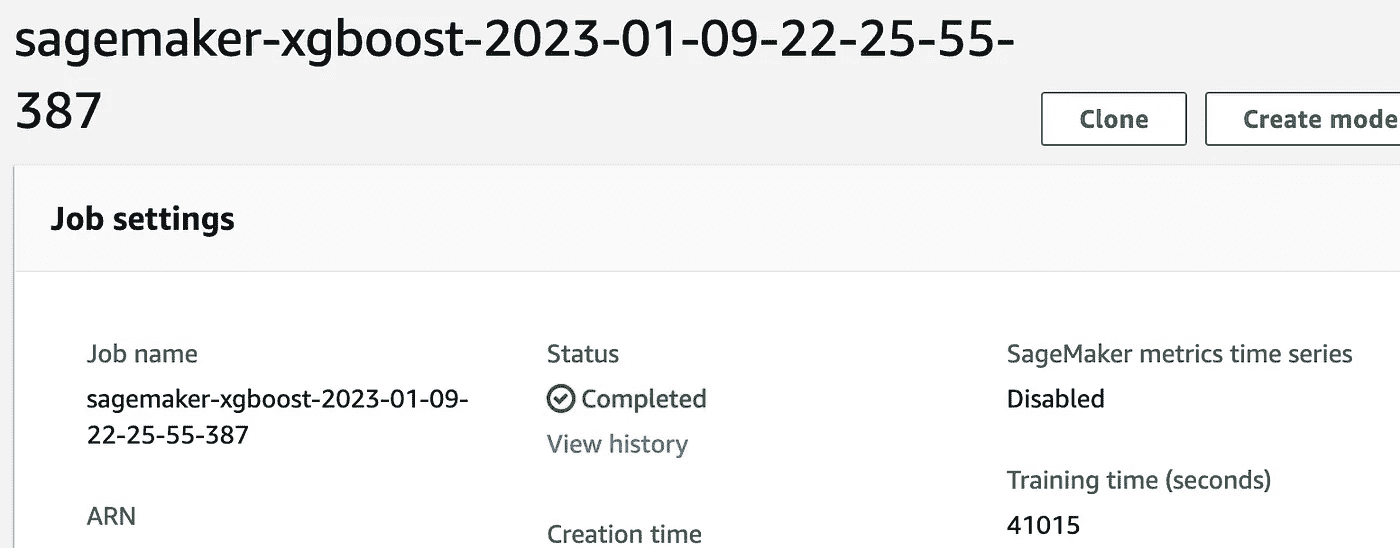 sagemaker-xgboost-2023-01-09-22-25-55-
387
Clone
Create mode
Job settings
Job name
sagemaker-xgboost-2023-01-09-
22-25-55-387
ARN
Status
Completed
View history
Creation time
SageMaker metrics time series
Disabled
Training time (seconds)
41015